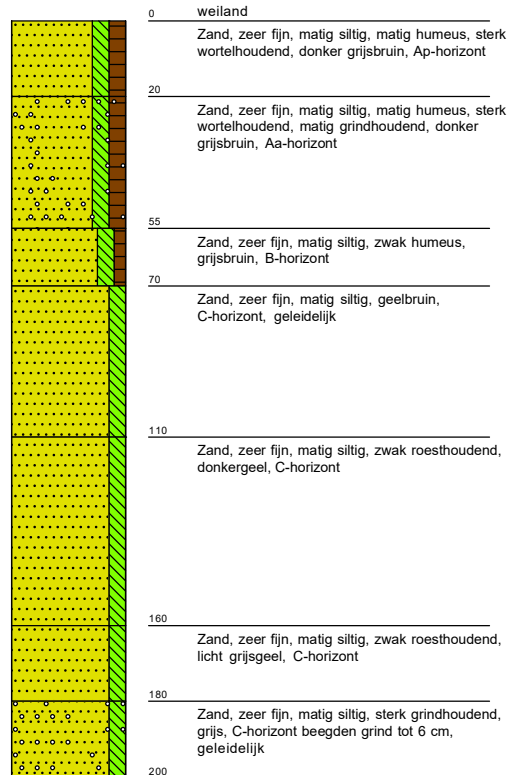 0
weiland
Zand, zeer fijn, matig siltig, matig humeus, sterk
wortelhoudend, donker grijsbruin, Ap-horizont
20
Zand, zeer fijn, matig siltig, matig humeus, sterk
wortelhoudend, matig grindhoudend, donker
grijsbruin, Aa-horizont
55
Zand, zeer fijn, matig siltig, zwak humeus,
grijsbruin, B-horizont
70
Zand, zeer fijn, matig siltig, geelbruin,
C-horizont, geleidelijk
110
Zand, zeer fijn, matig siltig, zwak roesthoudend,
donkergeel, C-horizont
160
Zand, zeer fijn, matig siltig, zwak roesthoudend,
licht grijsgeel, C-horizont
180
Zand, zeer fijn, matig siltig, sterk grindhoudend,
grijs, C-horizont beegden grind tot 6 cm,
geleidelijk
200